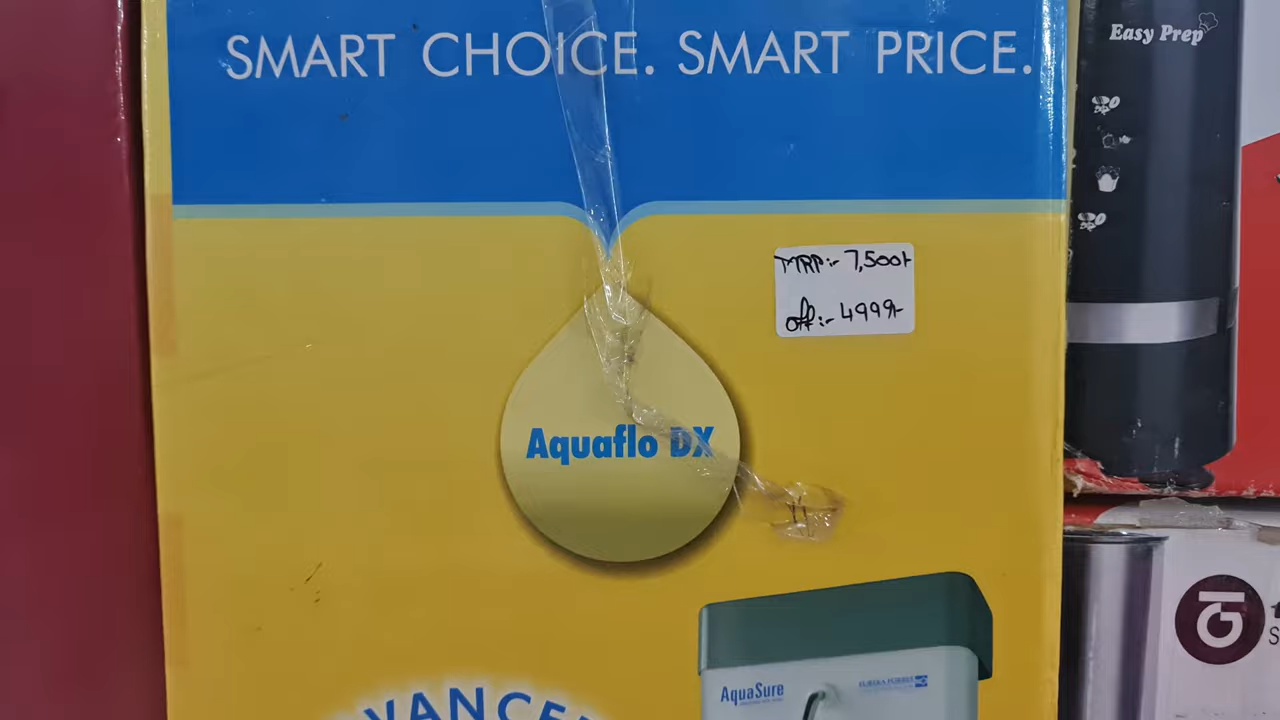 SMART CHOICE. SMART PRICE.
Easy Prep
MRP:- 7,500/-
off:- 4999/-
Aquaflo DX
AquaSure
EUREKA FORBES